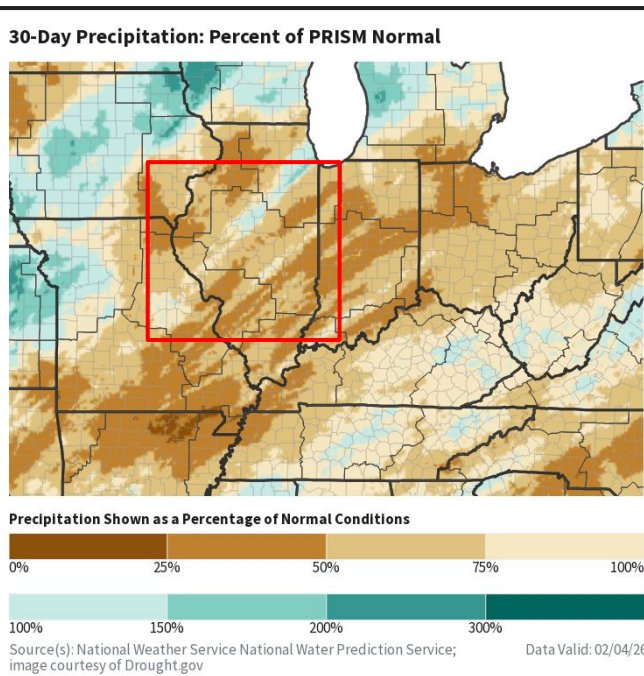 30-Day Precipitation: Percent of PRISM Normal
Precipitation Shown as a Percentage of Normal Conditions
0% 25% 50% 75% 100%
100% 150% 200% 300%
Source(s): National Weather Service National Water Prediction Service; Data Valid: 02/04/26
image courtesy of Drought.gov